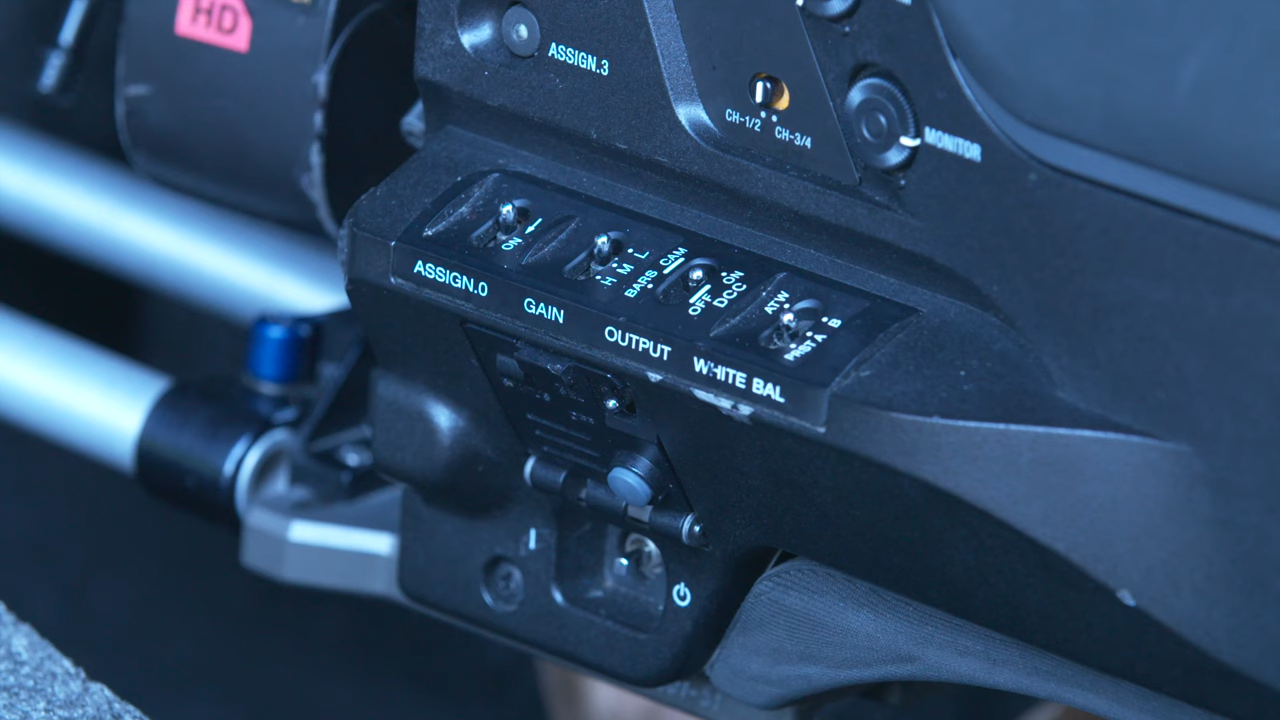 HD
ASSIGN.3
CH-1/2
CH-3/4
MONITOR
ON
ASSIGN.0
H M L
GAIN
BARS CAM
OFF ON
DCC
OUTPUT
ATW
PRST A B
WHITE BAL
I